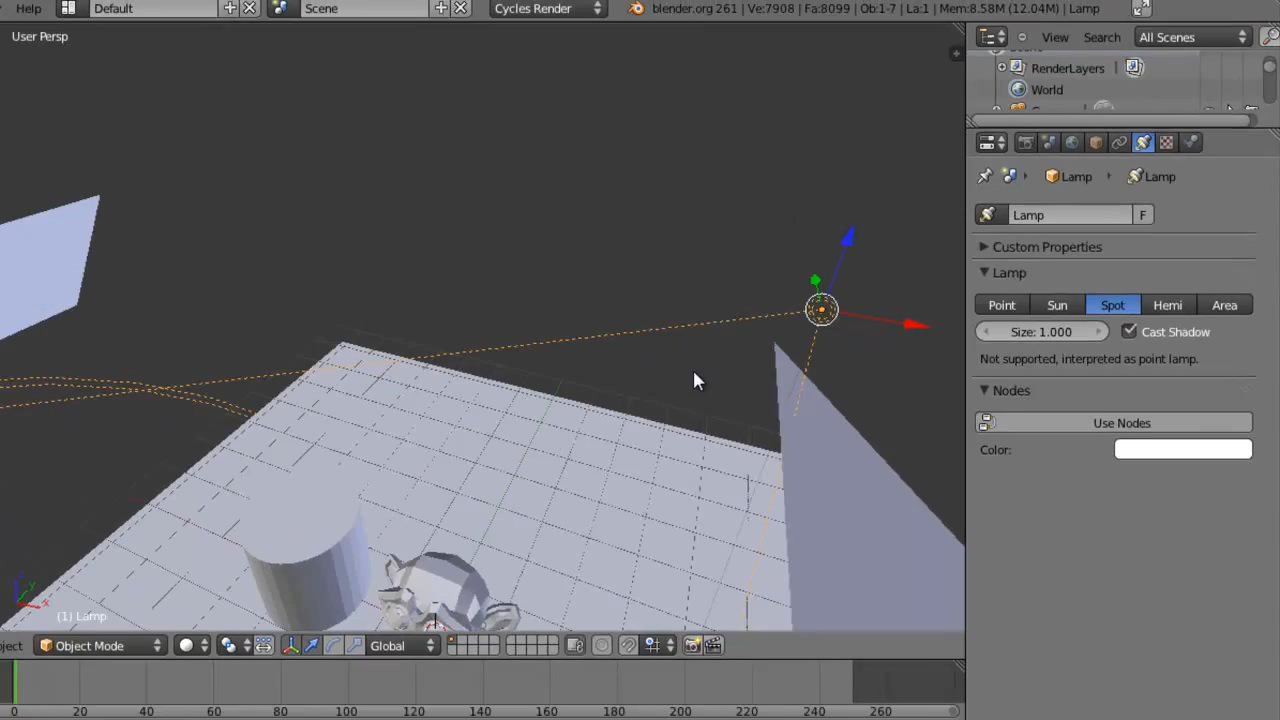 Help Default Scene Cycles Render blender.org 261 | Ve:7908 | Fa:8099 | Ob:1-7 | La:1 | Mem:8.58M (12.04M) | Lamp
User Persp
View Search All Scenes
RenderLayers
World
Lamp Lamp
Lamp F
Custom Properties
Lamp
Point Sun Spot Hemi Area
Size: 1.000 Cast Shadow
Not supported, interpreted as point lamp.
Nodes
Use Nodes
Color:
(1) Lamp
ject Object Mode Global
0 20 40 60 80 100 120 140 160 180 200 220 240 260